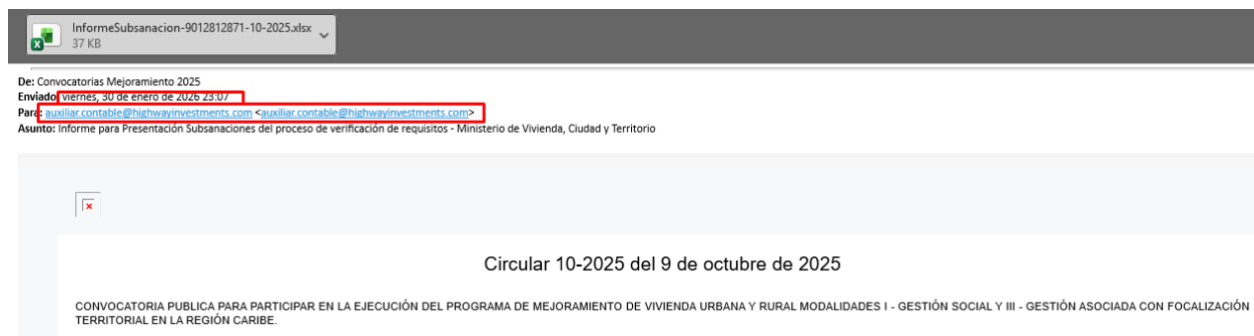 InformeSubsanacion-9012812871-10-2025.xlsx
37 KB
De: Convocatorias Mejoramiento 2025
Enviado: viernes, 30 de enero de 2026 23:07
Para: auxiliar.contable@highwayinvestments.com <auxiliar.contable@highwayinvestments.com>
Asunto: Informe para Presentación Subsanaciones del proceso de verificación de requisitos - Ministerio de Vivienda, Ciudad y Territorio
Circular 10-2025 del 9 de octubre de 2025
CONVOCATORIA PUBLICA PARA PARTICIPAR EN LA EJECUCIÓN DEL PROGRAMA DE MEJORAMIENTO DE VIVIENDA URBANA Y RURAL MODALIDADES I - GESTIÓN SOCIAL Y III - GESTIÓN ASOCIADA CON FOCALIZACIÓN
TERRITORIAL EN LA REGIÓN CARIBE.